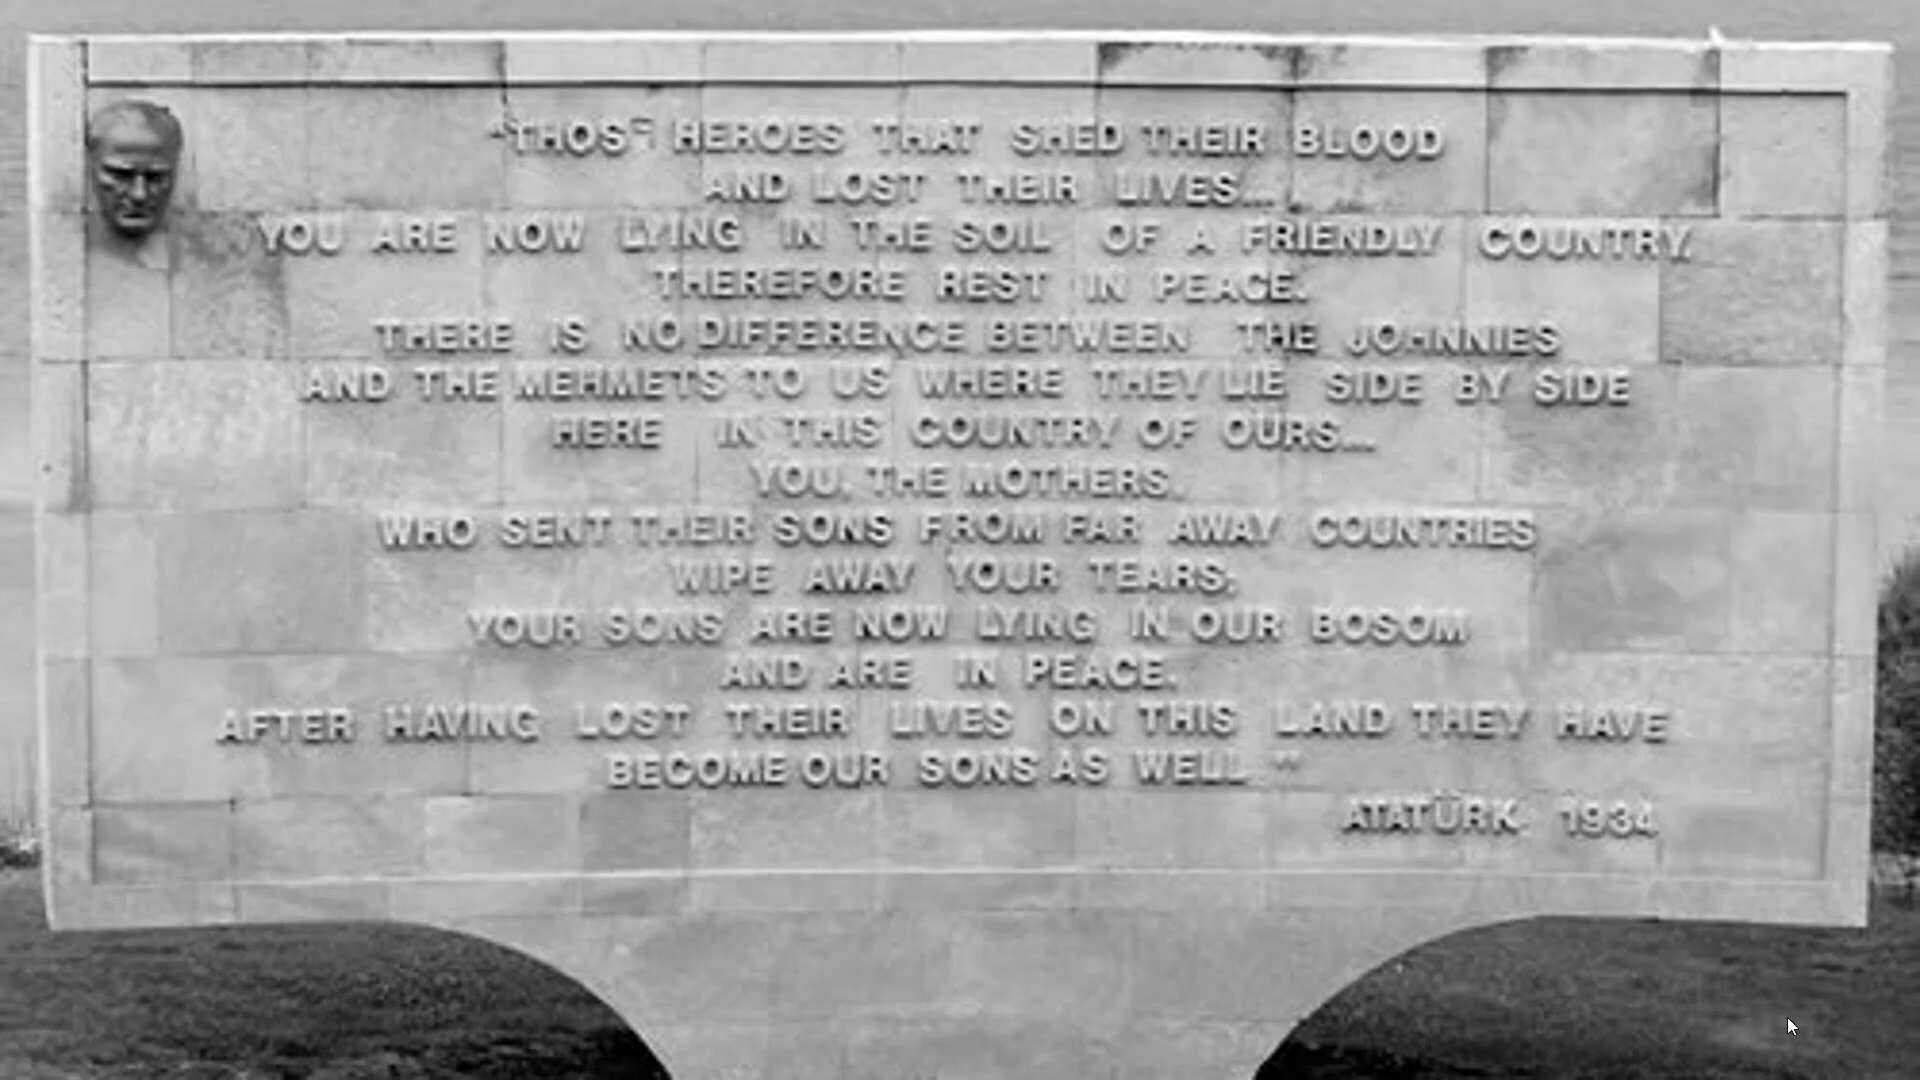 "THOSE HEROES THAT SHED THEIR BLOOD
AND LOST THEIR LIVES...
YOU ARE NOW LYING IN THE SOIL OF A FRIENDLY COUNTRY.
THEREFORE REST IN PEACE.
THERE IS NO DIFFERENCE BETWEEN THE JOHNNIES
AND THE MEHMETS TO US WHERE THEY LIE SIDE BY SIDE
HERE IN THIS COUNTRY OF OURS...
YOU, THE MOTHERS,
WHO SENT THEIR SONS FROM FAR AWAY COUNTRIES
WIPE AWAY YOUR TEARS;
YOUR SONS ARE NOW LYING IN OUR BOSOM
AND ARE IN PEACE.
AFTER HAVING LOST THEIR LIVES ON THIS LAND THEY HAVE
BECOME OUR SONS AS WELL"
ATATÜRK. 1934